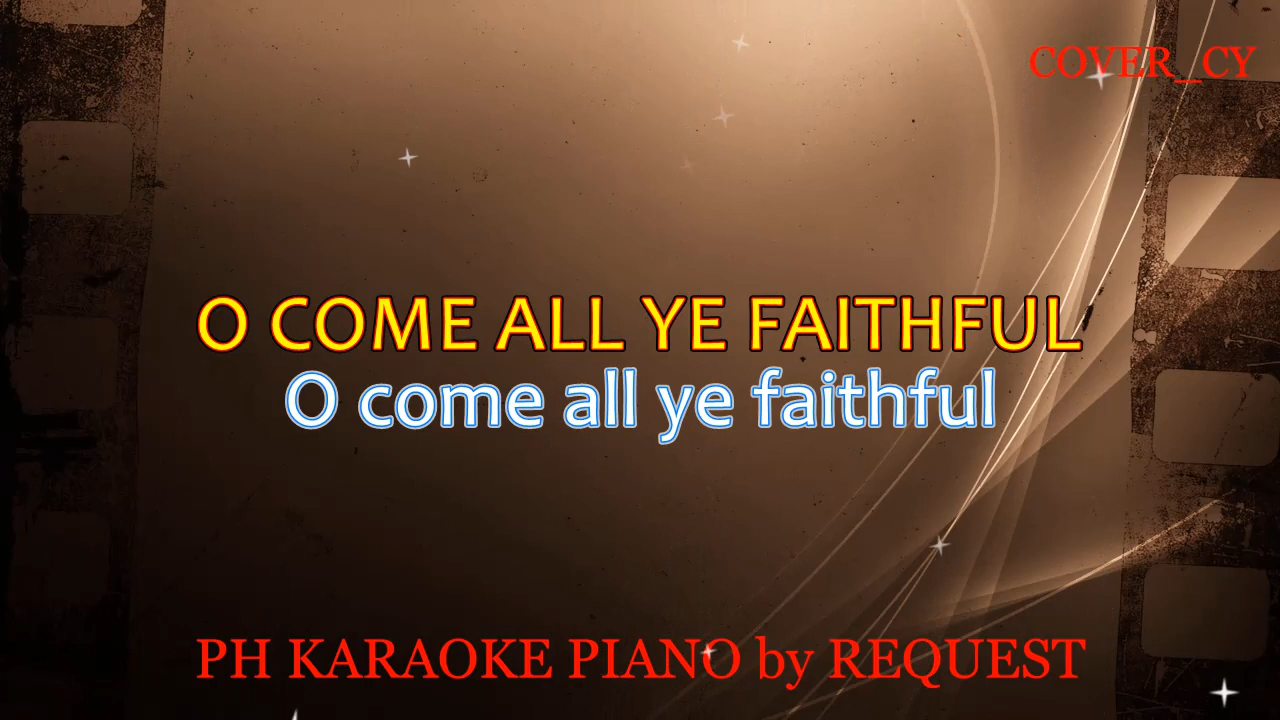 COVER_CY
O COME ALL YE FAITHFUL
O come all ye faithful
PH KARAOKE PIANO by REQUEST